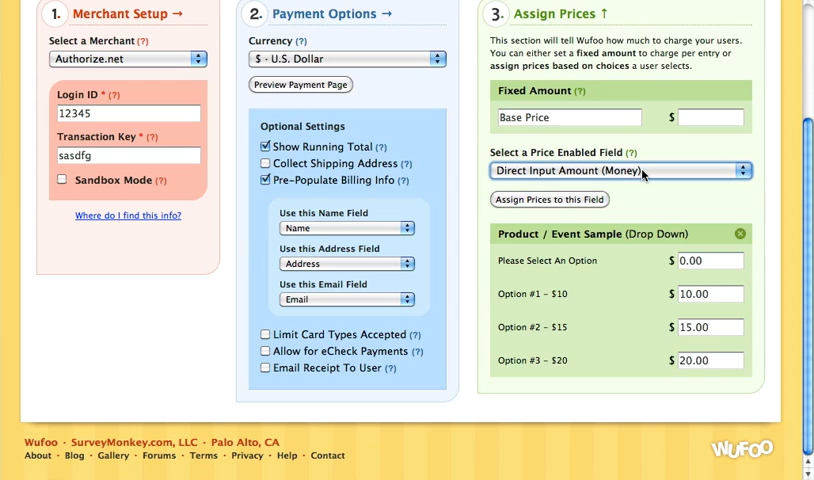 1. Merchant Setup →
Select a Merchant (?)
Authorize.net
Login ID * (?)
12345
Transaction Key * (?)
sasdfg
Sandbox Mode (?)
Where do I find this info?
2. Payment Options →
Currency (?)
$ - U.S. Dollar
Preview Payment Page
Optional Settings
Show Running Total (?)
Collect Shipping Address (?)
Pre-Populate Billing Info (?)
Use this Name Field
Name
Use this Address Field
Address
Use this Email Field
Email
Limit Card Types Accepted (?)
Allow for eCheck Payments (?)
Email Receipt To User (?)
3. Assign Prices ↑
This section will tell Wufoo how much to charge your users.
You can either set a fixed amount to charge per entry or
assign prices based on choices a user selects.
Fixed Amount (?)
Base Price $
Select a Price Enabled Field (?)
Direct Input Amount (Money)
Assign Prices to this Field
Product / Event Sample (Drop Down)
Please Select An Option $ 0.00
Option #1 - $10 $ 10.00
Option #2 - $15 $ 15.00
Option #3 - $20 $ 20.00
Wufoo · SurveyMonkey.com, LLC · Palo Alto, CA
About · Blog · Gallery · Forums · Terms · Privacy · Help · Contact
WUFOO